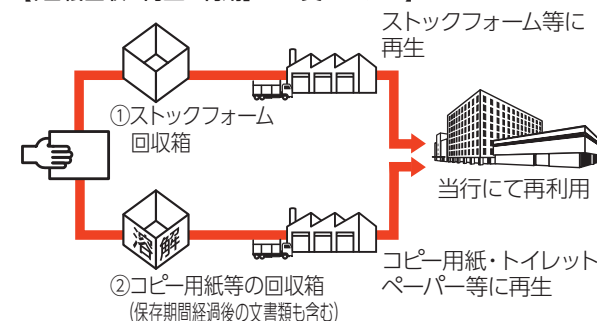 ストックフォーム等に
再生
①ストックフォーム
回収箱
当行にて再利用
溶解
②コピー用紙等の回収箱
(保存期間経過後の文書類も含む)
コピー用紙・トイレット
ペーパー等に再生